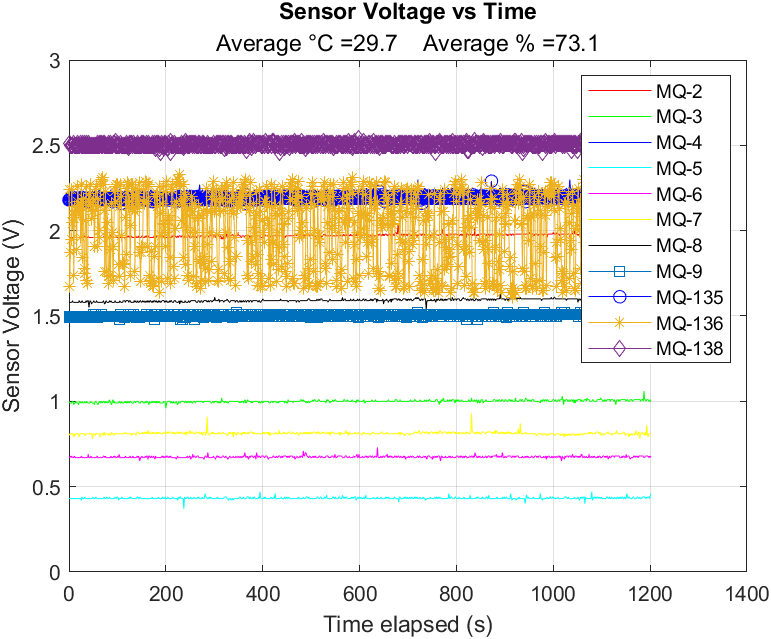 Sensor Voltage vs Time
Average °C =29.7 Average % =73.1
3
2.5
2
1.5
1
0.5
0
Sensor Voltage (V)
MQ-2
MQ-3
MQ-4
MQ-5
MQ-6
MQ-7
MQ-8
MQ-9
MQ-135
MQ-136
MQ-138
0 200 400 600 800 1000 1200 1400
Time elapsed (s)